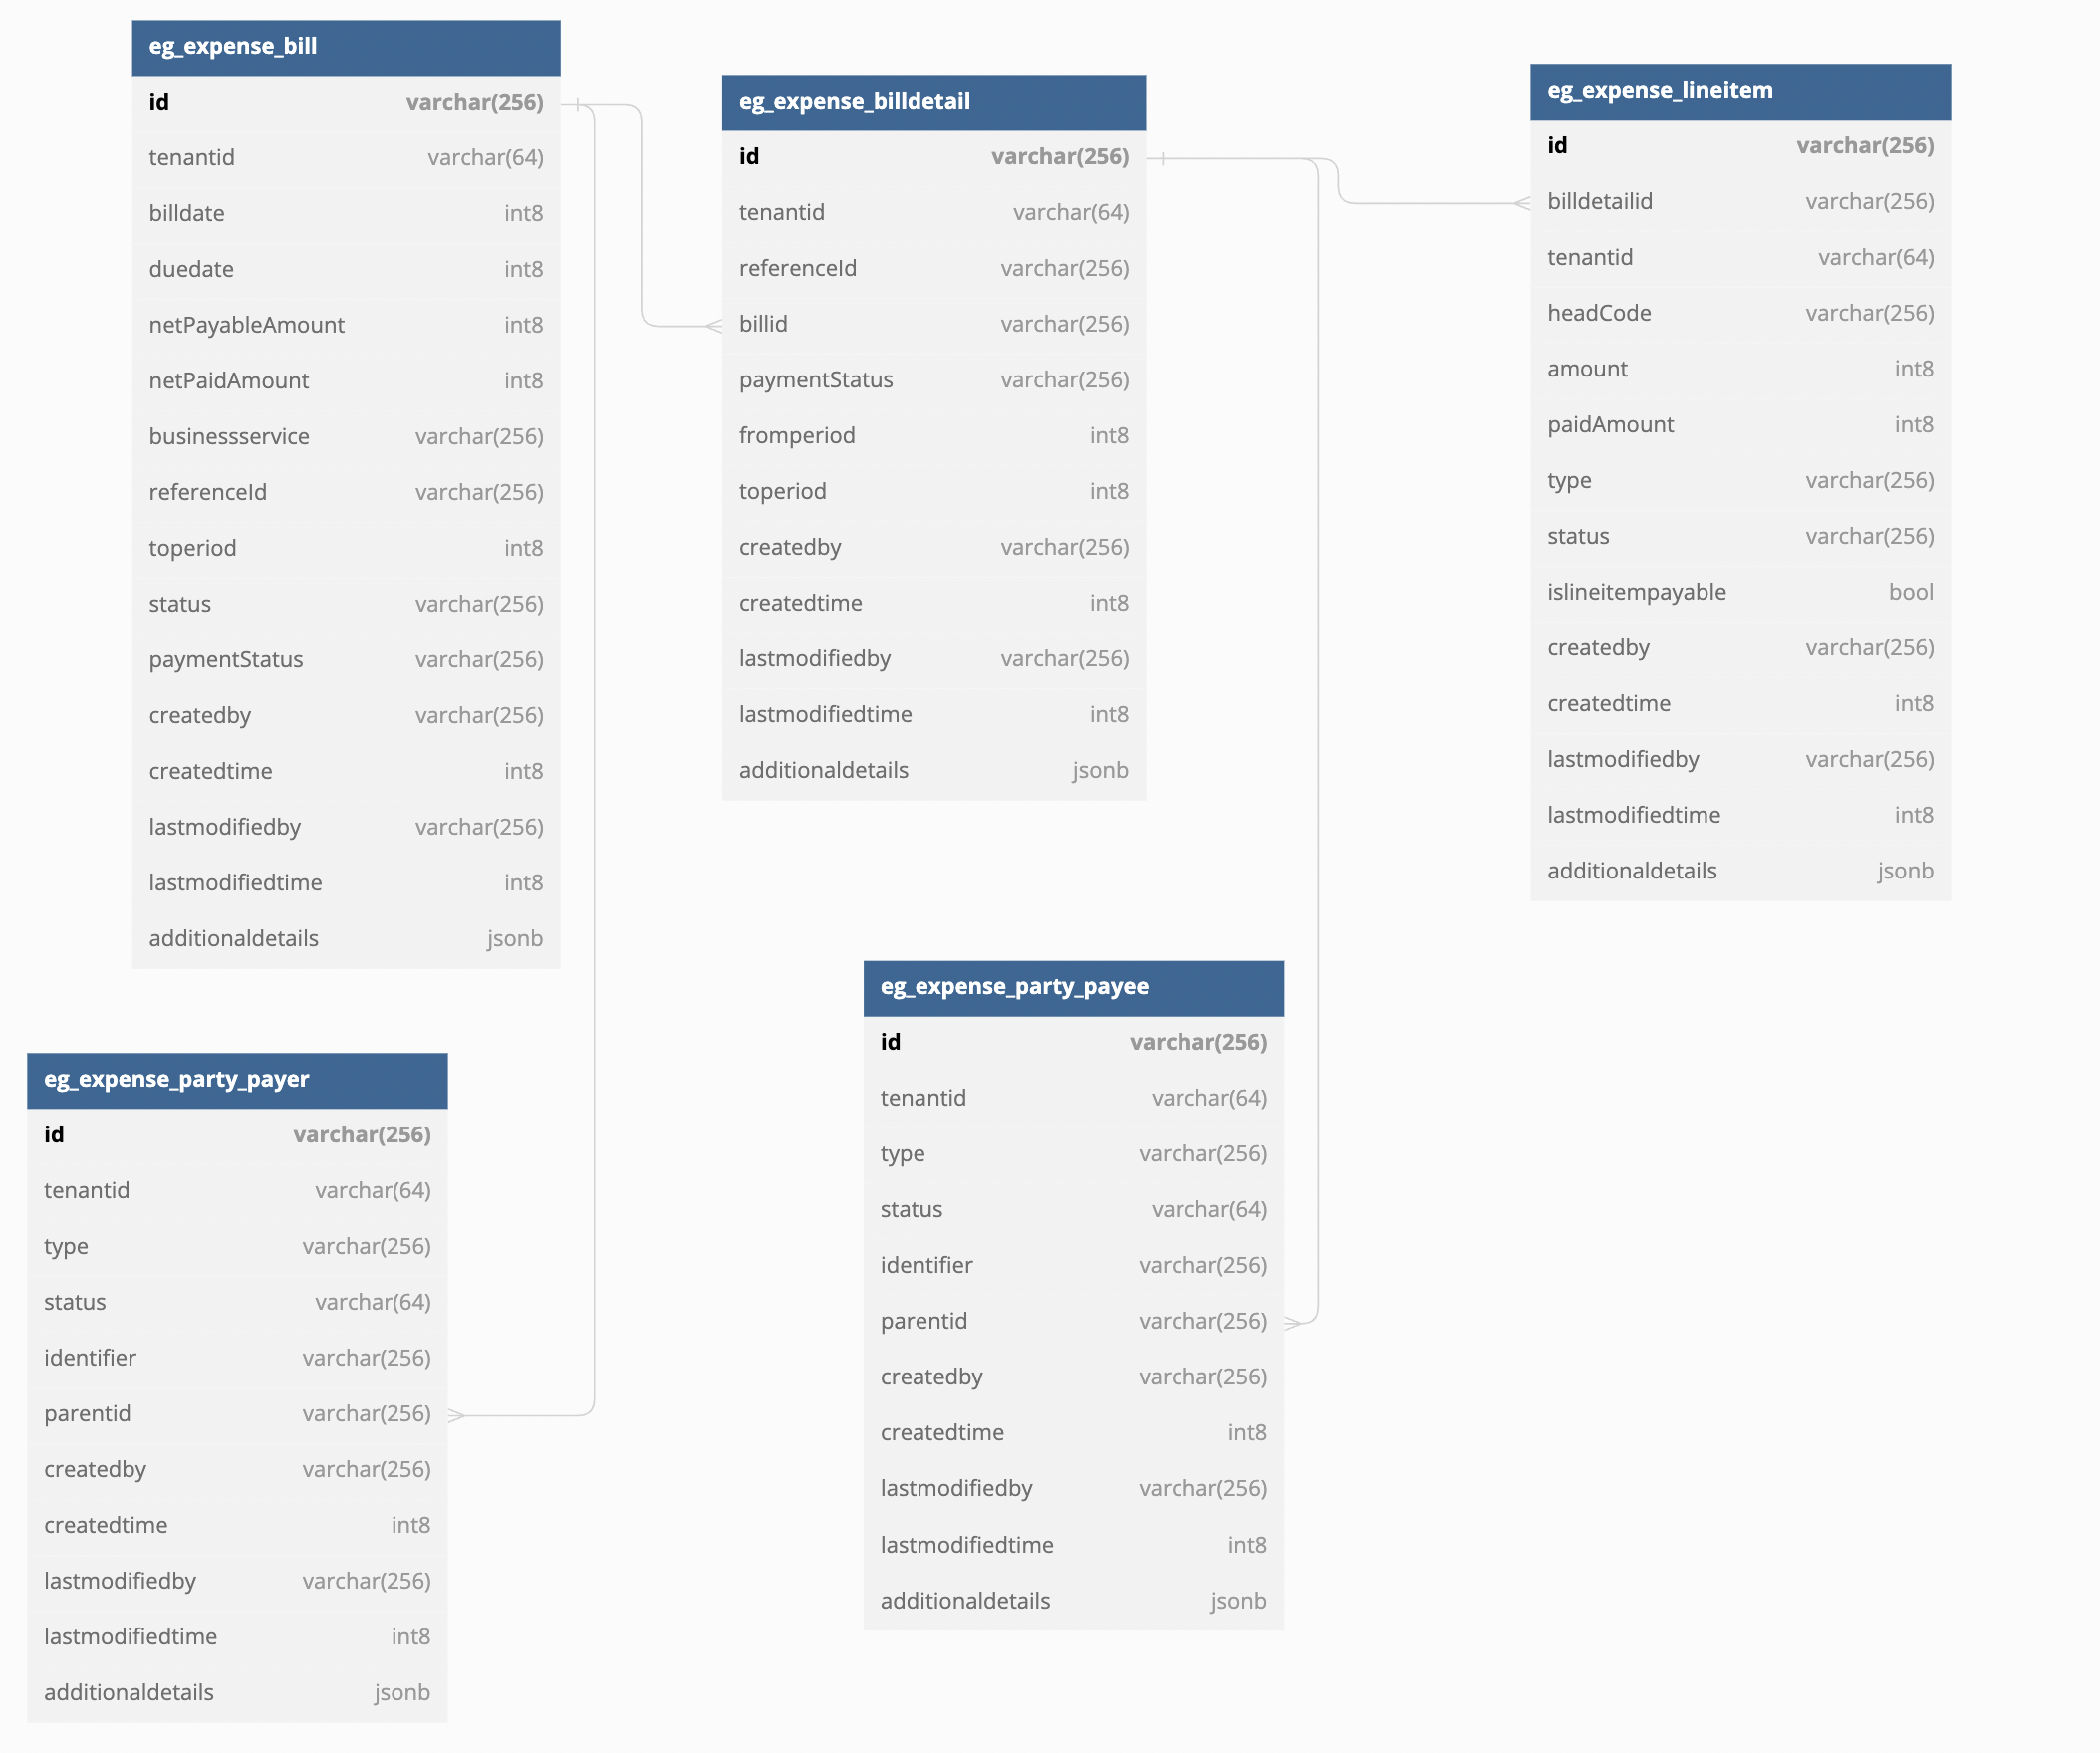 eg_expense_bill
id varchar(256)
tenantid varchar(64)
billdate int8
duedate int8
netPayableAmount int8
netPaidAmount int8
businessservice varchar(256)
referenceId varchar(256)
toperiod int8
status varchar(256)
paymentStatus varchar(256)
createdby varchar(256)
createdtime int8
lastmodifiedby varchar(256)
lastmodifiedtime int8
additionaldetails jsonb
eg_expense_billdetail
id varchar(256)
tenantid varchar(64)
referenceId varchar(256)
billid varchar(256)
paymentStatus varchar(256)
fromperiod int8
toperiod int8
createdby varchar(256)
createdtime int8
lastmodifiedby varchar(256)
lastmodifiedtime int8
additionaldetails jsonb
eg_expense_lineitem
id varchar(256)
billdetailid varchar(256)
tenantid varchar(64)
headCode varchar(256)
amount int8
paidAmount int8
type varchar(256)
status varchar(256)
islineitempayable bool
createdby varchar(256)
createdtime int8
lastmodifiedby varchar(256)
lastmodifiedtime int8
additionaldetails jsonb
eg_expense_party_payer
id varchar(256)
tenantid varchar(64)
type varchar(256)
status varchar(64)
identifier varchar(256)
parentid varchar(256)
createdby varchar(256)
createdtime int8
lastmodifiedby varchar(256)
lastmodifiedtime int8
additionaldetails jsonb
eg_expense_party_payee
id varchar(256)
tenantid varchar(64)
type varchar(256)
status varchar(64)
identifier varchar(256)
parentid varchar(256)
createdby varchar(256)
createdtime int8
lastmodifiedby varchar(256)
lastmodifiedtime int8
additionaldetails jsonb